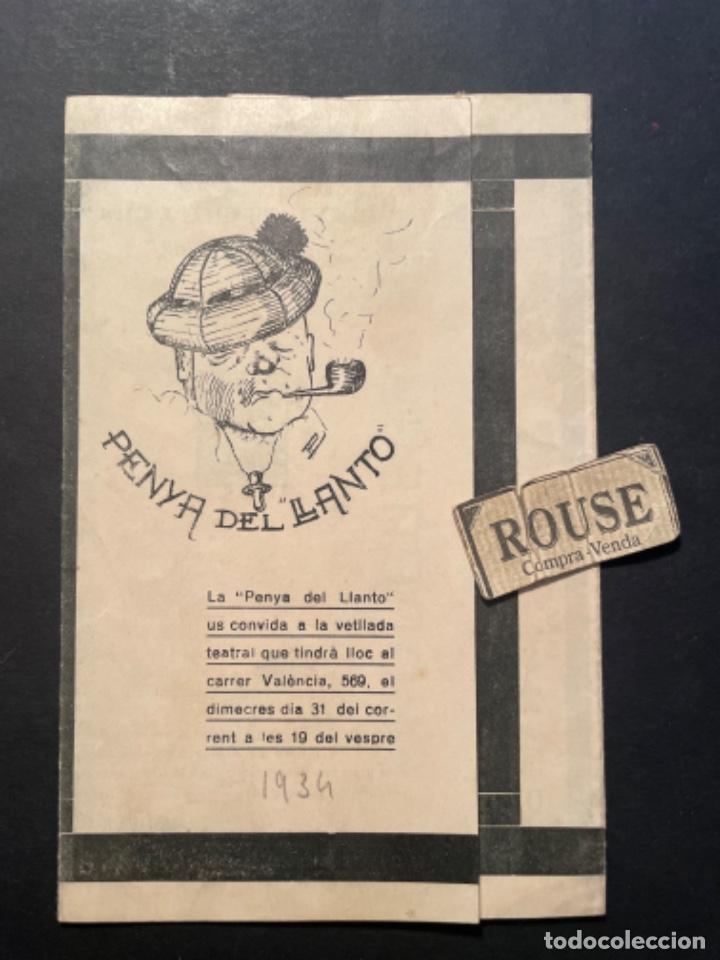 PENYA DEL "LLANTO"
La "Penya del Llanto"
us convida a la vetllada
teatral que tindrà lloc al
carrer València, 569, el
dimecres dia 31 del cor-
rent a les 19 del vespre
1934
ROUSE
Compra-Venda
todocoleccion